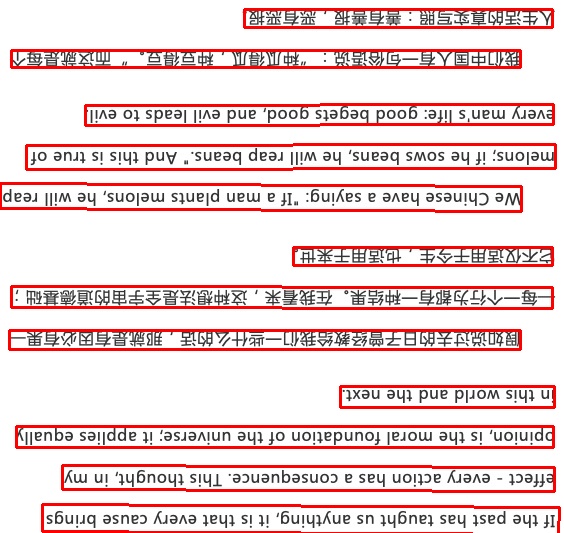 If the past has taught us anything, it is that every cause brings
effect - every action has a consequence. This thought, in my
opinion, is the moral foundation of the universe; it applies equally
in this world and the next.
假如说过去的日子曾经教给我们一些什么的话，那就是有因必有果—
—每一个行为都有一种结果。在我看来，这种想法是全宇宙的道德基础；
它不仅适用于今生，也适用于来世。
We Chinese have a saying: "If a man plants melons, he will reap
melons; if he sows beans, he will reap beans." And this is true of
every man's life: good begets good, and evil leads to evil.
我们中国人有一句俗话说："种瓜得瓜，种豆得豆。"而这就是每个
人生活的真实写照：善有善报，恶有恶报